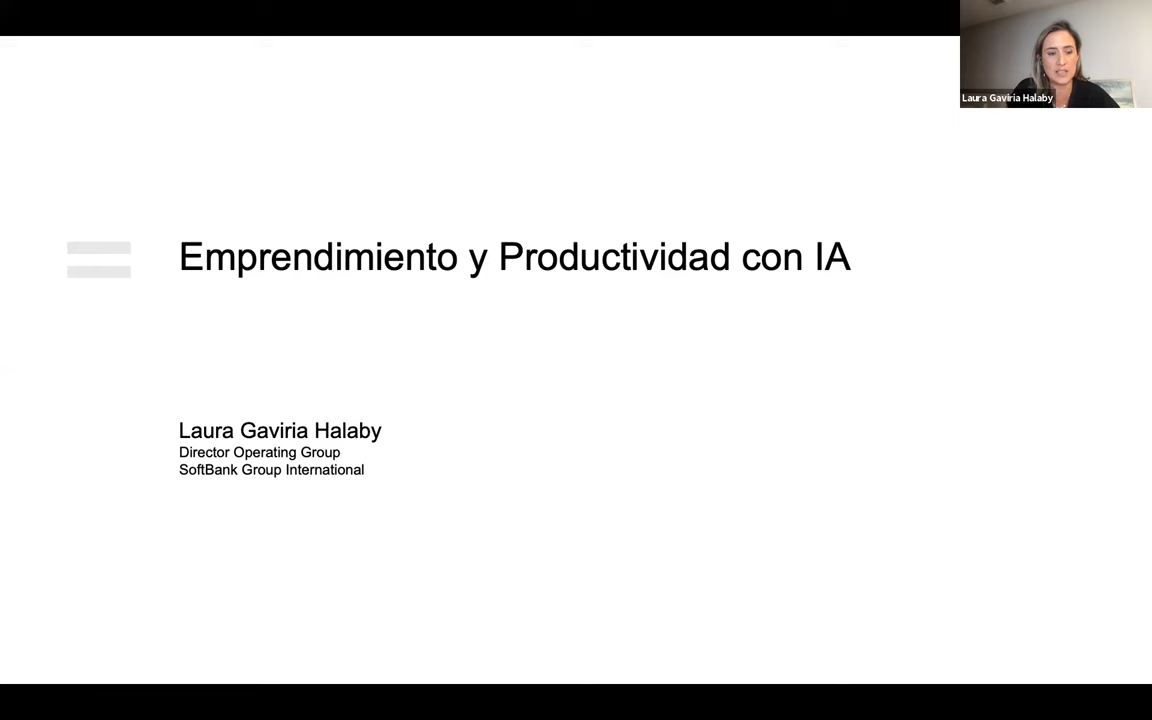 Laura Gaviria Halaby
Emprendimiento y Productividad con IA
Laura Gaviria Halaby
Director Operating Group
SoftBank Group International